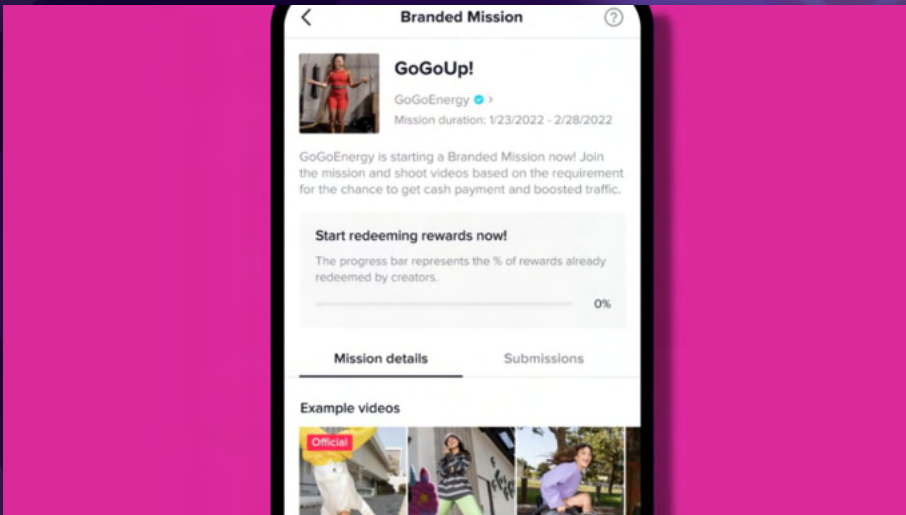 Branded Mission
?
GoGoUp!
GoGoEnergy
Mission duration: 1/23/2022 - 2/28/2022
GoGoEnergy is starting a Branded Mission now! Join
the mission and shoot videos based on the requirement
for the chance to get cash payment and boosted traffic.
Start redeeming rewards now!
The progress bar represents the % of rewards already
redeemed by creators.
0%
Mission details
Submissions
Example videos
Official